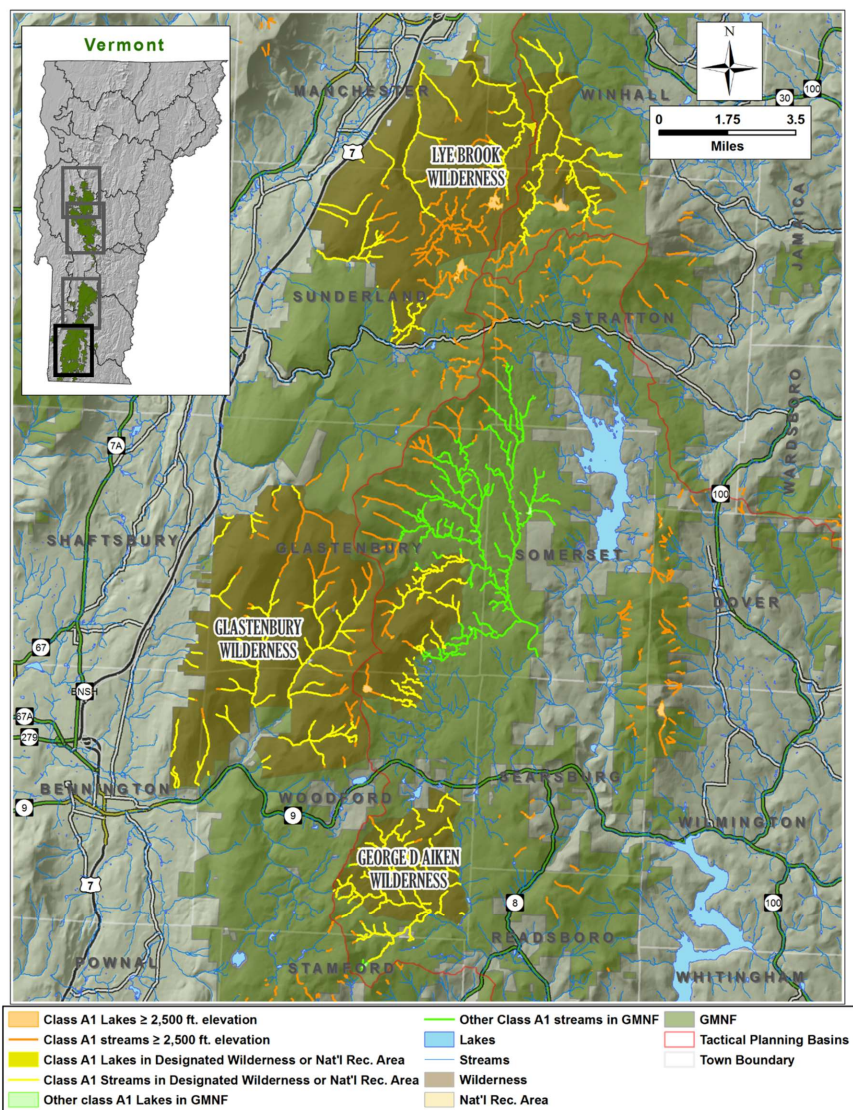 Vermont
N
0 1.75 3.5
Miles
MANCHESTER
WINHALL
30
100
7
LYE BROOK
WILDERNESS
JAMAICA
SUNDERLAND
STRATTON
WARDSBORO
7A
100
SHAFTSBURY
GLASTENBURY
SOMERSET
DOVER
67
GLASTENBURY
WILDERNESS
67A
279
BENNINGTON
WOODFORD
SEARSBURG
9
9
WILMINGTON
GEORGE D AIKEN
WILDERNESS
7
8
100
READSBORO
POWNAL
STAMFORD
WHITINGHAM
Class A1 Lakes ≥ 2,500 ft. elevation
Class A1 streams ≥ 2,500 ft. elevation
Class A1 Lakes in Designated Wilderness or Nat'l Rec. Area
Class A1 Streams in Designated Wilderness or Nat'l Rec. Area
Other class A1 Lakes in GMNF
Other Class A1 streams in GMNF
Lakes
Streams
Wilderness
Nat'l Rec. Area
GMNF
Tactical Planning Basins
Town Boundary